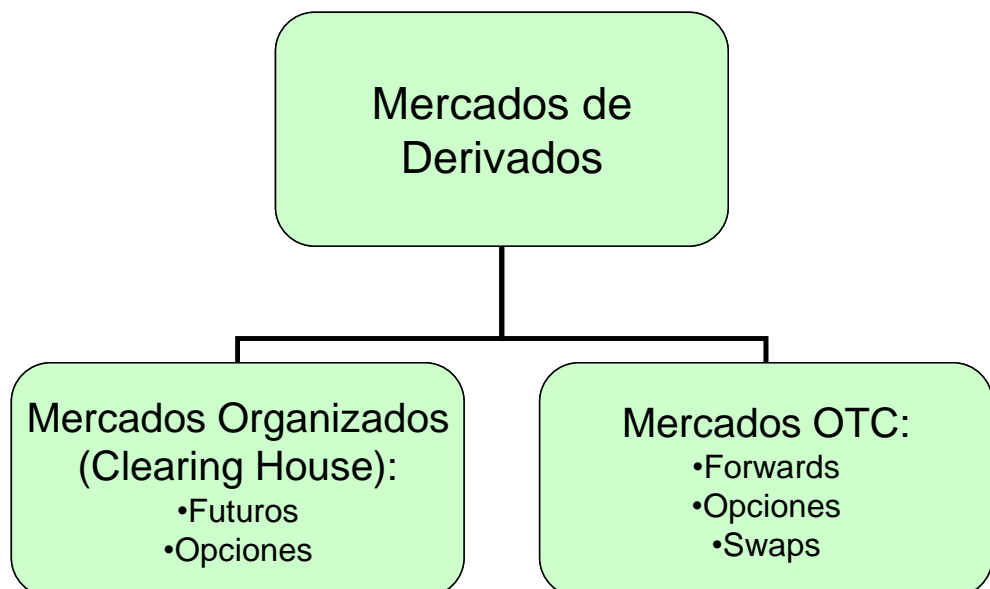 Mercados de
Derivados
Mercados Organizados
(Clearing House):
•Futuros
•Opciones
Mercados OTC:
•Forwards
•Opciones
•Swaps